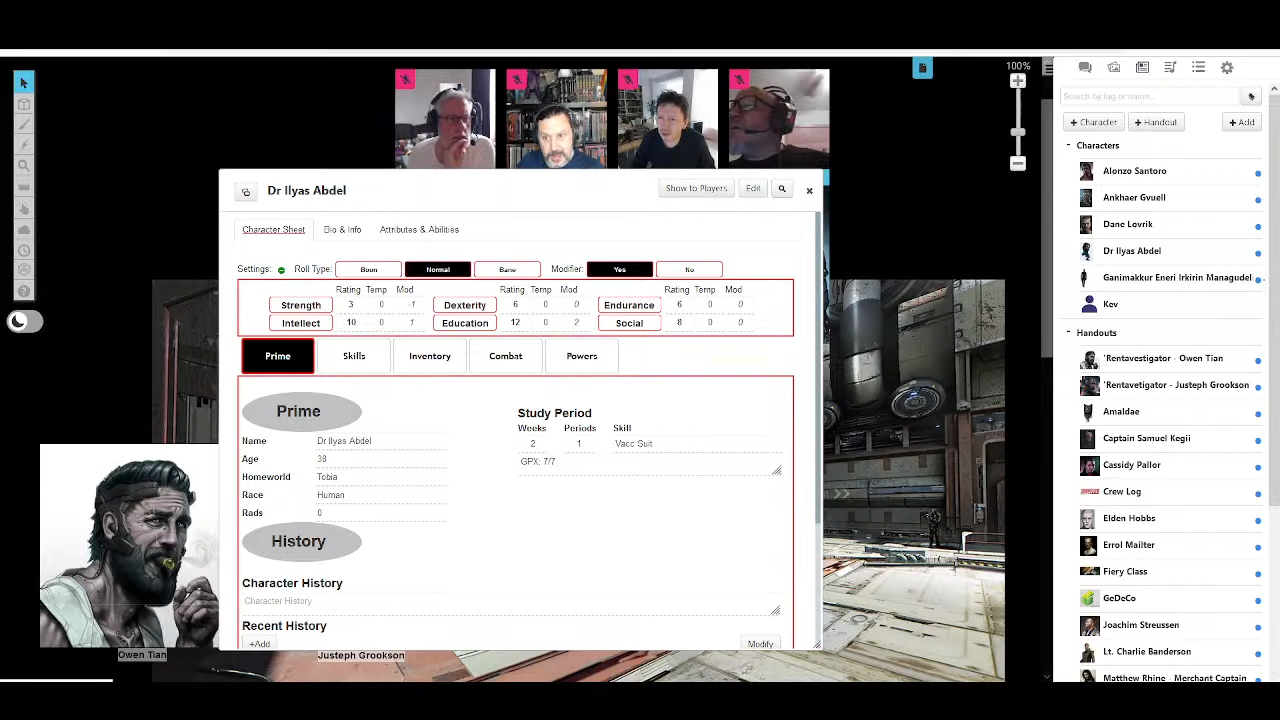 100%
Search by tag or name...
+ Character
+ Handout
+ Add
Characters
Alonzo Santoro
Ankhaer Gvuell
Dane Lovrik
Dr Ilyas Abdel
Ganimakkur Eneri Irkirin Managudel
Kev
Handouts
'Rentavestigator - Owen Tian
'Rentavetigator - Justeph Grookson
Amaldae
Captain Samuel Kegii
Cassidy Pallor
Crew Log
Elden Hobbs
Errol Mailter
Fiery Class
GeDeCo
Joachim Streussen
Lt. Charlie Banderson
Matthew Rhine - Merchant Captain
Dr Ilyas Abdel
Show to Players
Edit
Character Sheet
Bio & Info
Attributes & Abilities
Settings:
Roll Type:
Boon
Normal
Bane
Modifier:
Yes
No
Rating Temp Mod Rating Temp Mod Rating Temp Mod
Strength 3 0 -1 Dexterity 6 0 0 Endurance 6 0 0
Intellect 10 0 1 Education 12 0 2 Social 8 0 0
Prime
Skills
Inventory
Combat
Powers
Prime
Name Dr Ilyas Abdel
Age 38
Homeworld Tobia
Race Human
Rads 0
Study Period
Weeks Periods Skill
2 1 Vacc Suit
GPX: 7/7
History
Character History
Character History
Recent History
+Add
Modify
Owen Tian
Justeph Grookson